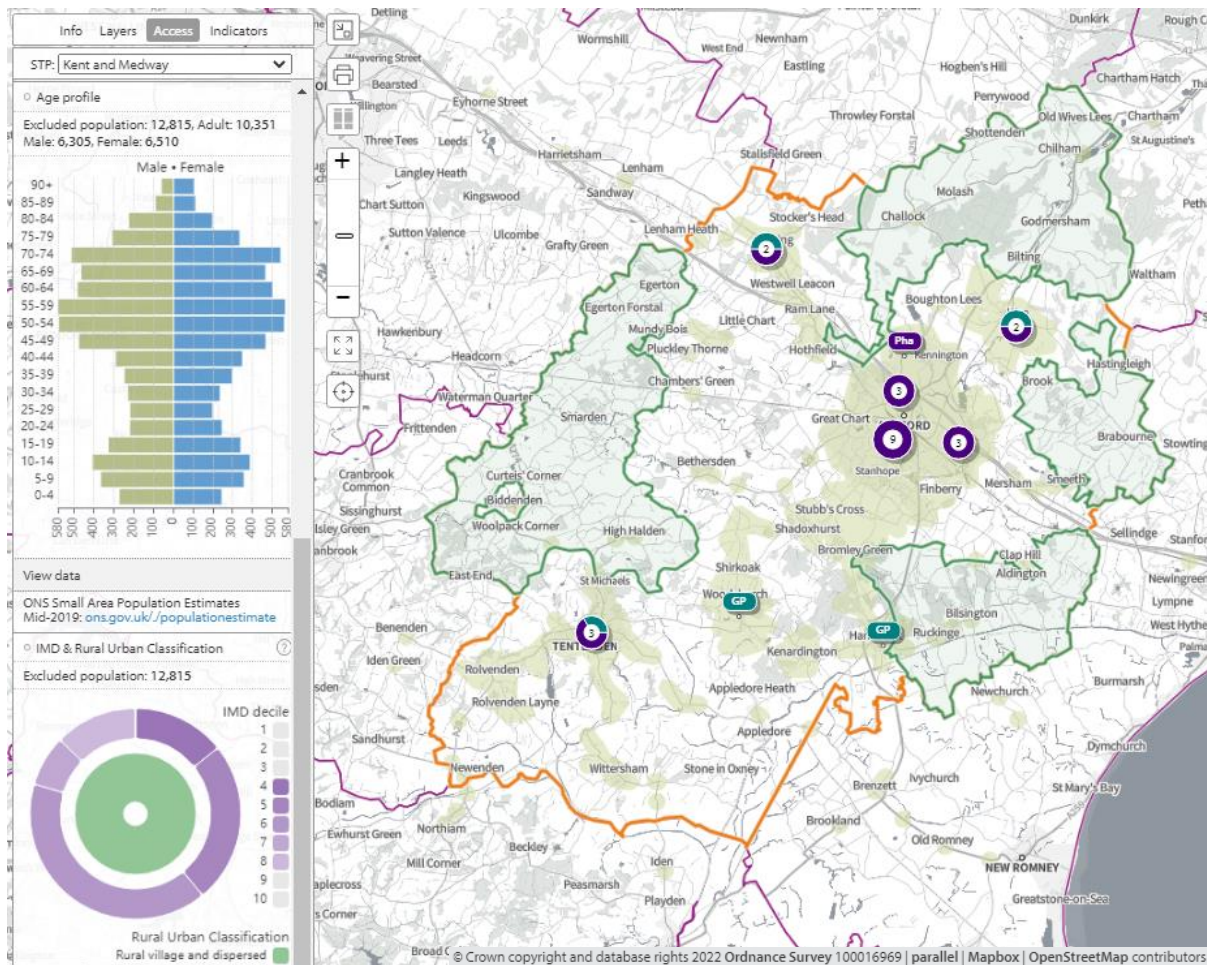 Info Layers Access Indicators
STP: Kent and Medway
Age profile
Excluded population: 12,815, Adult: 10,351
Male: 6,305, Female: 6,510
Male • Female
90+
85-89
80-84
75-79
70-74
65-69
60-64
55-59
50-54
45-49
40-44
35-39
30-34
25-29
20-24
15-19
10-14
5-9
0-4
580 500 400 300 200 100 0 100 200 300 400 500 580
View data
ONS Small Area Population Estimates
Mid-2019: ons.gov.uk/./populationestimate
IMD & Rural Urban Classification ?
Excluded population: 12,815
IMD decile
1
2
3
4
5
6
7
8
9
10
Rural Urban Classification
Rural village and dispersed
Detling
Wormshill
West End
Newnham
Eastling
Dunkirk
Rough C
Hogben's Hill
Weavering Street
Bearsted
Eyhorne Street
Perrywood
Chartham Hatch
Throwley Forstal
Old Wives Lees
Chartham
Three Tees
Leeds
Harrietsham
Lenham
Stalisfield Green
Shottenden
Chilham
St Augustine's
Langley Heath
Kingswood
Sandway
Molash
Chart Sutton
Stocker's Head
Challock
Godmersham
Sutton Valence
Ulcombe
Grafty Green
Lenham Heath
2
Bilting
Waltham
Egerton
Westwell Leacon
Boughton Lees
Egerton Forstal
Little Chart
Ram Lane
2
Hawkenbury
Mundy Bois
Pha
Pluckley Thorne
Hothfield
Kennington
Hastingleigh
Headcorn
Chambers' Green
3
Brook
Waterman Quarter
Smarden
Great Chart
Brabourne
Frittenden
9
3
Stowting
Cranbrook
Common
Curteis' Corner
Bethersden
Stanhope
Mersham
Smeeth
Sissinghurst
Biddenden
Finberry
Woolpack Corner
High Halden
Stubb's Cross
Shadoxhurst
Sellindge
Bromley Green
Clap Hill
Aldington
East End
St Michaels
Shirkoak
Newingreen
GP
Bilsington
Lympne
Benenden
3
GP
Ruckinge
West Hythe
Iden Green
Kenardington
Rolvenden
Appledore Heath
Newchurch
Burmarsh
Rolvenden Layne
Sandhurst
Appledore
Dymchurch
Newenden
Wittersham
Stone in Oxney
Ivychurch
St Mary's Bay
Bodiam
Brenzett
Ewhurst Green
Northiam
Brookland
Old Romney
Mill Corner
Beckley
Iden
NEW ROMNEY
Peasmarsh
Playden
Greatstone-on-Sea
© Crown copyright and database rights 2022 Ordnance Survey 100016969 | parallel | Mapbox | OpenStreetMap contributors